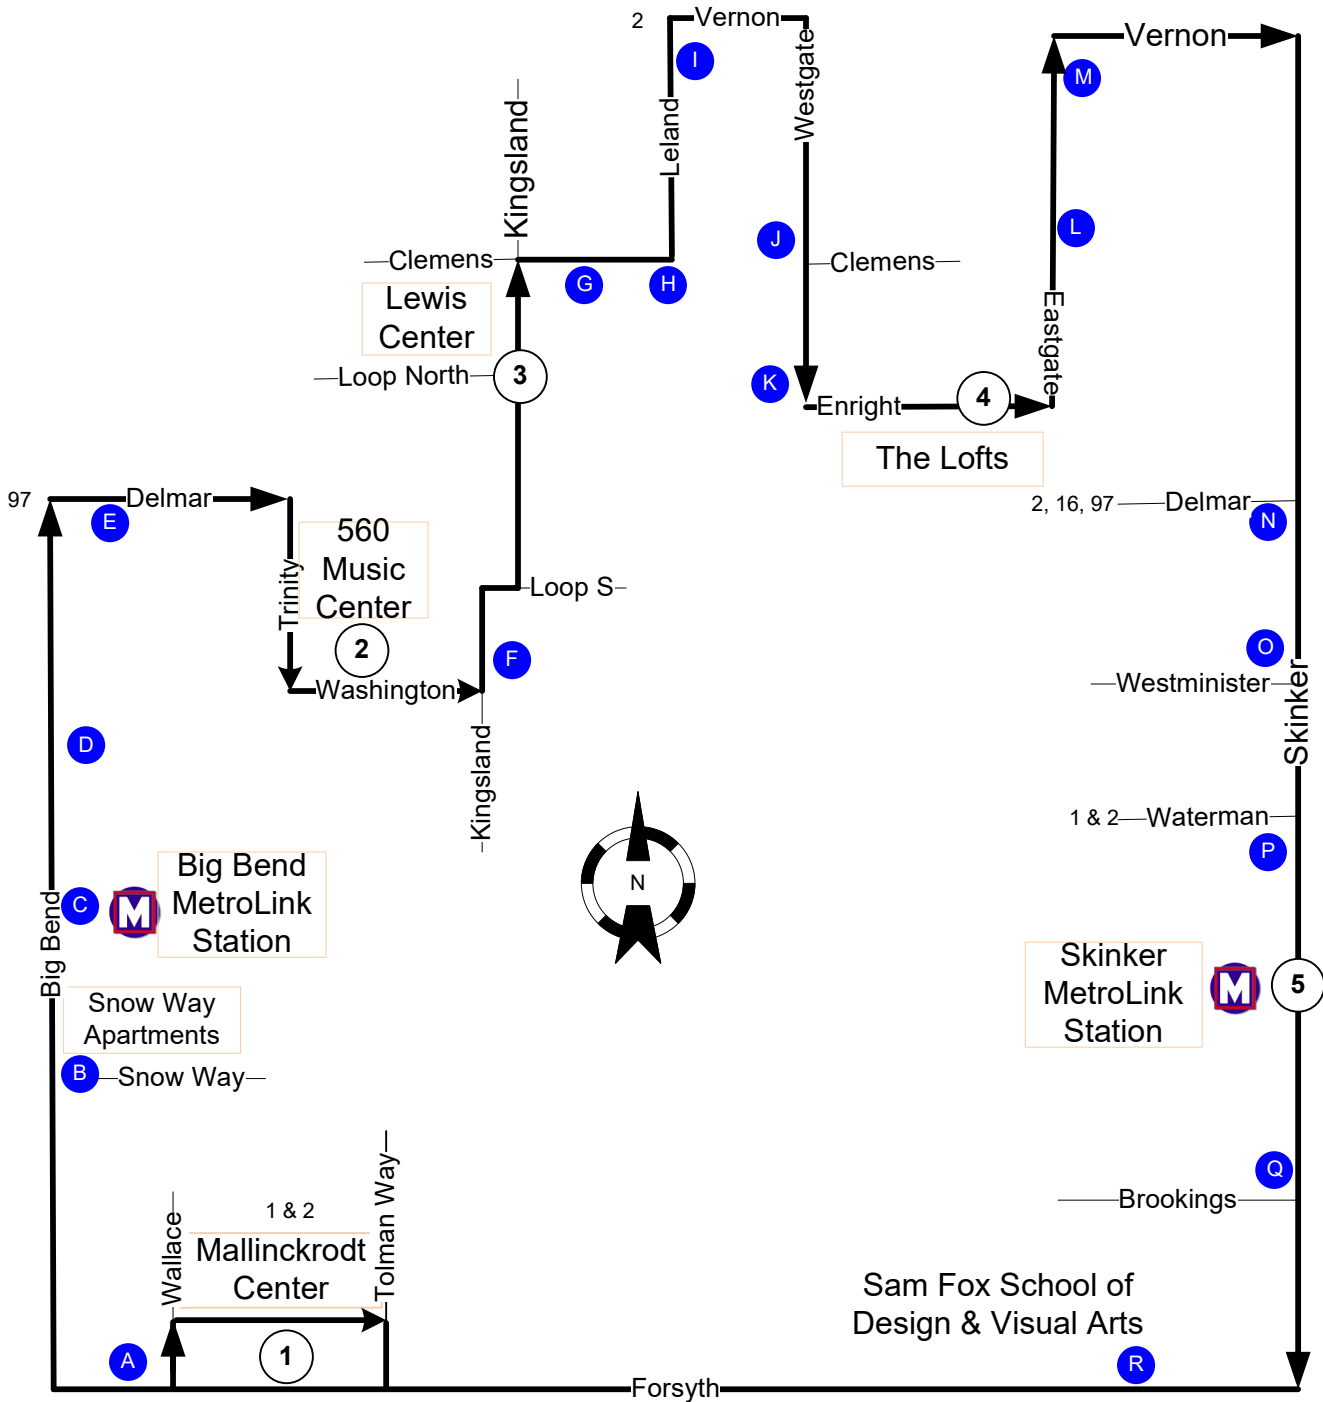 2
Vernon
Vernon
I
M
Westgate
Leland
Kingsland
Clemens
J
L
Clemens
G
H
Lewis
Center
Eastgate
Loop North
3
K
Enright
4
The Lofts
97
Delmar
E
560
Music
Center
Trinity
2
Washington
Loop S
F
Kingsland
2, 16, 97
Delmar
N
O
Westminister
Skinker
1 & 2
Waterman
P
D
N
Big Bend
C
M
Big Bend
MetroLink
Station
Snow Way
Apartments
B
Snow Way
Skinker
MetroLink
Station
M
5
Q
Brookings
Wallace
1 & 2
Mallinckrodt
Center
Tolman Way
A
1
Sam Fox School of
Design & Visual Arts
R
Forsyth